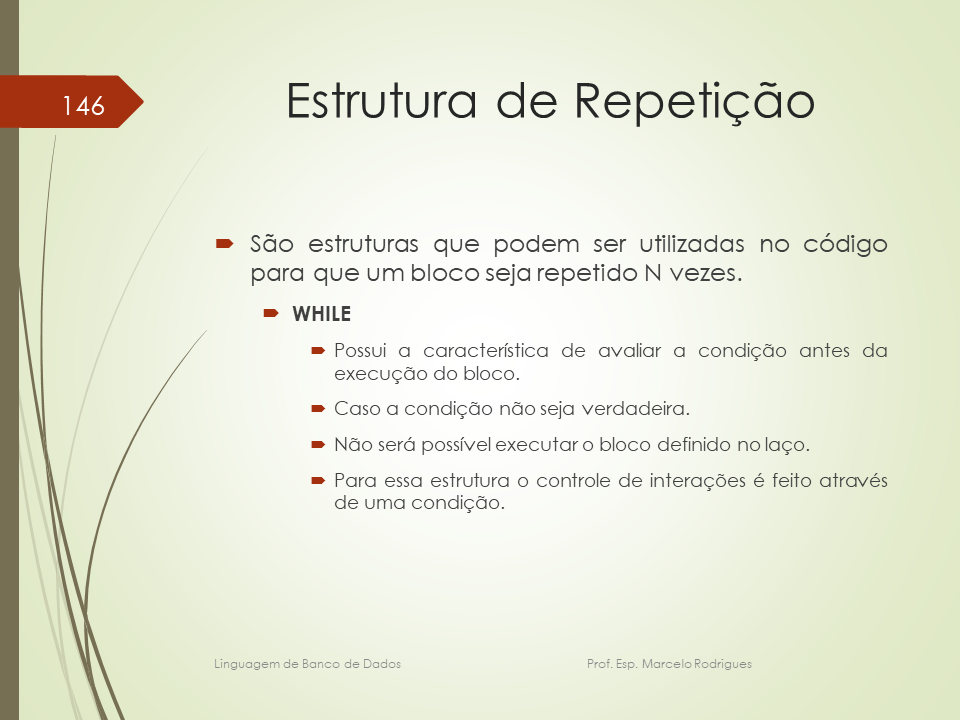 146
Estrutura de Repetição
São estruturas que podem ser utilizadas no código
para que um bloco seja repetido N vezes.
WHILE
Possui a característica de avaliar a condição antes da
execução do bloco.
Caso a condição não seja verdadeira.
Não será possível executar o bloco definido no laço.
Para essa estrutura o controle de interações é feito através
de uma condição.
Linguagem de Banco de Dados Prof. Esp. Marcelo Rodrigues